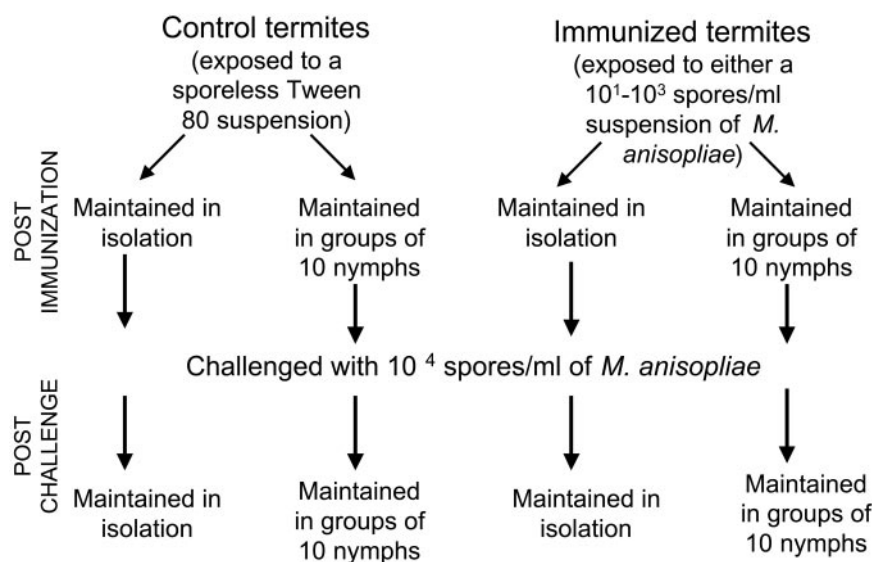 Control termites
(exposed to a
sporeless Tween
80 suspension)
Immunized termites
(exposed to either a
10¹-10³ spores/ml
suspension of M.
anisopliae)
POST
IMMUNIZATION
Maintained in
isolation
Maintained
in groups of
10 nymphs
Maintained in
isolation
Maintained
in groups of
10 nymphs
Challenged with 10 ⁴ spores/ml of M. anisopliae
POST
CHALLENGE
Maintained in
isolation
Maintained
in groups of
10 nymphs
Maintained in
isolation
Maintained
in groups of
10 nymphs